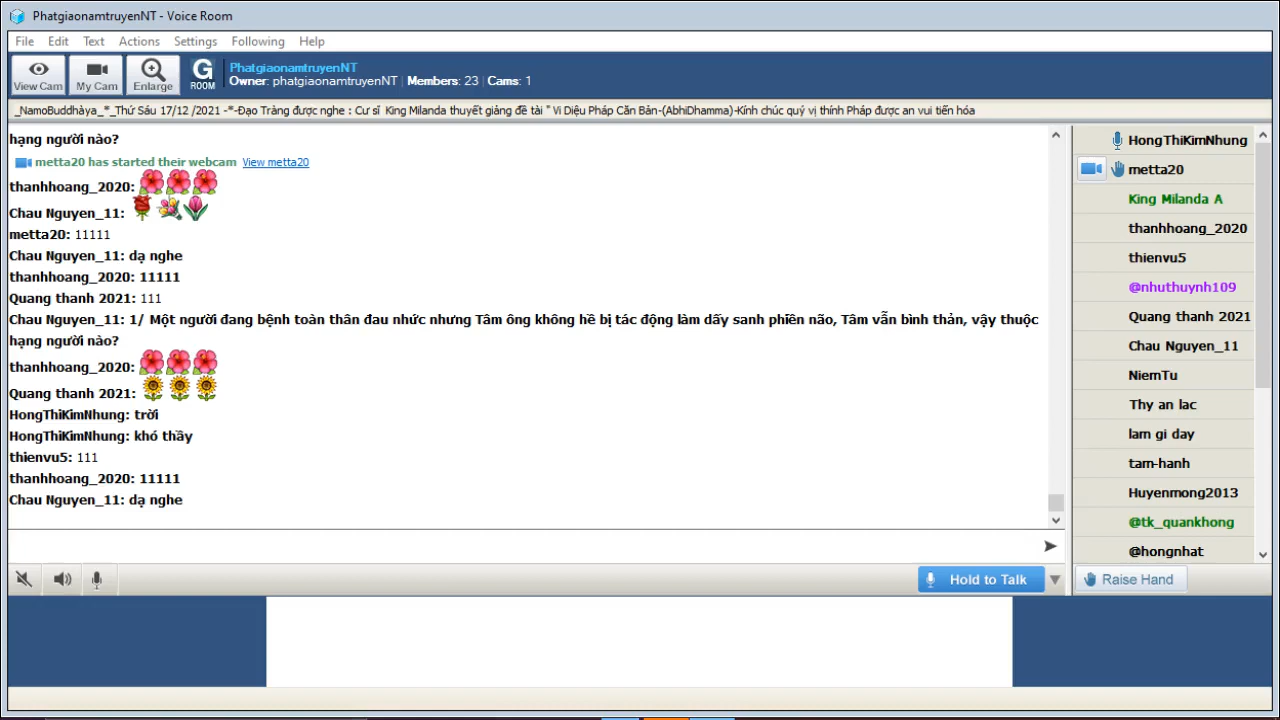 PhatgiaonamtruyenNT - Voice Room
File Edit Text Actions Settings Following Help
View Cam
My Cam
Enlarge
G ROOM
PhatgiaonamtruyenNT
Owner: phatgiaonamtruyenNT | Members: 23 | Cams: 1
_NamoBuddhàya_*_Thứ Sáu 17/12 /2021 -*-Đạo Tràng được nghe : Cư sĩ King Milanda thuyết giảng đề tài " Vi Diệu Pháp Căn Bản-(AbhiDhamma)-Kính chúc quý vị thính Pháp được an vui tiến hóa
hạng người nào?
metta20 has started their webcam View metta20
thanhhoang_2020:
Chau Nguyen_11:
metta20: 11111
Chau Nguyen_11: dạ nghe
thanhhoang_2020: 11111
Quang thanh 2021: 111
Chau Nguyen_11: 1/ Một người đang bệnh toàn thân đau nhức nhưng Tâm ông không hề bị tác động làm dấy sanh phiền não, Tâm vẫn bình thản, vậy thuộc
hạng người nào?
thanhhoang_2020:
Quang thanh 2021:
HongThiKimNhung: trời
HongThiKimNhung: khó thầy
thienvu5: 111
thanhhoang_2020: 11111
Chau Nguyen_11: dạ nghe
Hold to Talk
HongThiKimNhung
metta20
King Milanda A
thanhhoang_2020
thienvu5
@nhuthuynh109
Quang thanh 2021
Chau Nguyen_11
NiemTu
Thy an lac
lam gi day
tam-hanh
Huyenmong2013
@tk_quankhong
@hongnhat
Raise Hand